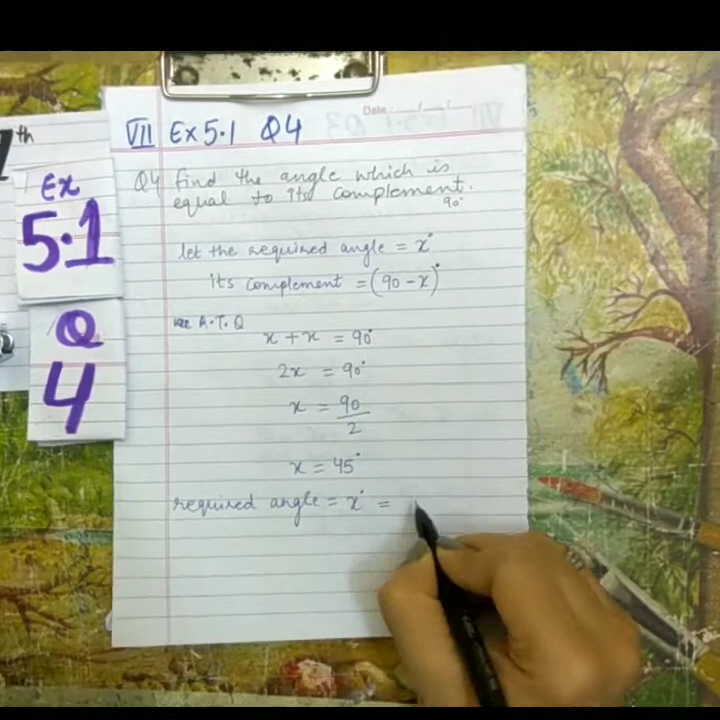 th
Ex
5.1
Q
4
Date
VII Ex 5.1 Q4
Q4 find the angle which is
equal to its complement.
90°
let the required angle = x°
its complement = (90 - x)°
A.T.Q
x + x = 90°
2x = 90°
x = 90/2
x = 45°
required angle = x° =